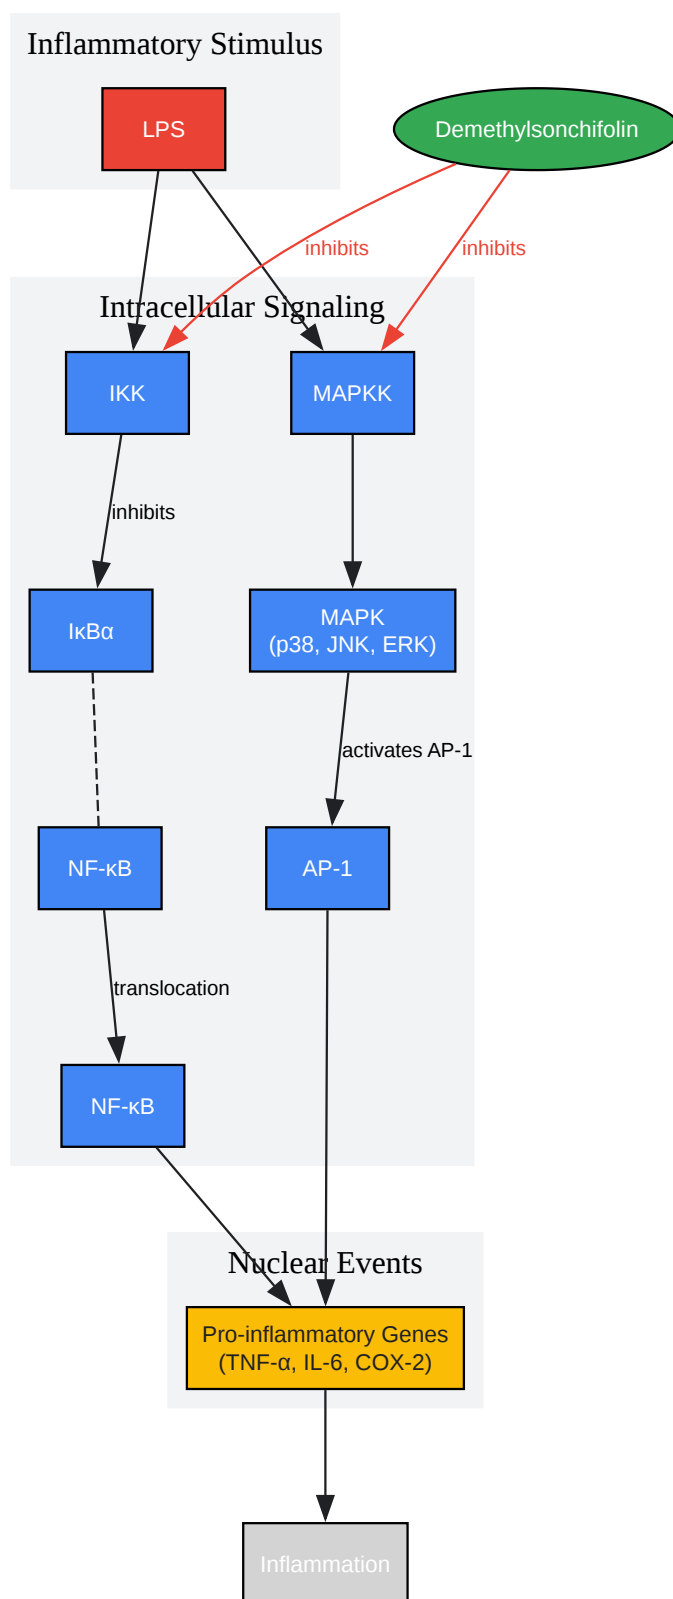 Inflammatory Stimulus
LPS
Demethylsonchifolin
inhibits
inhibits
Intracellular Signaling
IKK
MAPKK
inhibits
IκBα
MAPK
(p38, JNK, ERK)
activates AP-1
NF-κB
AP-1
translocation
NF-κB
Nuclear Events
Pro-inflammatory Genes
(TNF-α, IL-6, COX-2)
Inflammation